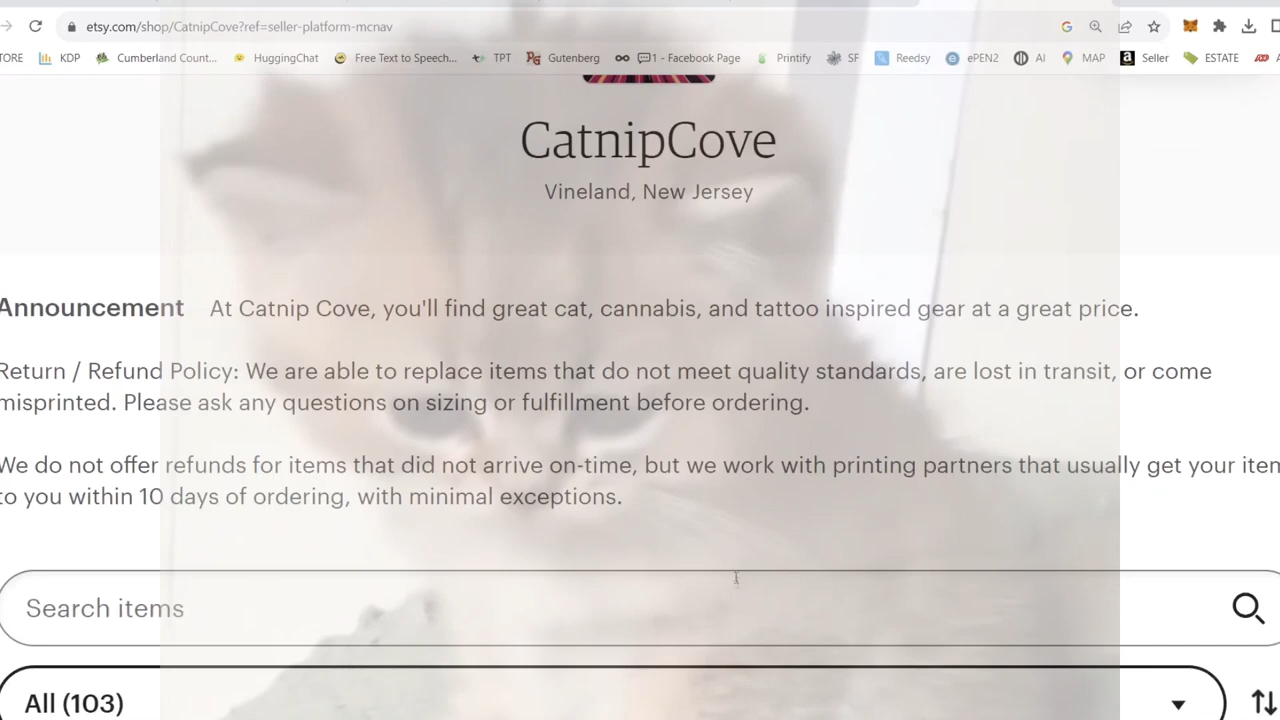 etsy.com/shop/CatnipCove?ref=seller-platform-mcnav
TORE KDP Cumberland Count... HuggingChat Free Text to Speech... TPT Gutenberg 1 - Facebook Page Printify SF Reedsy ePEN2 AI MAP Seller ESTATE
CatnipCove
Vineland, New Jersey
Announcement At Catnip Cove, you'll find great cat, cannabis, and tattoo inspired gear at a great price.
Return / Refund Policy: We are able to replace items that do not meet quality standards, are lost in transit, or come
misprinted. Please ask any questions on sizing or fulfillment before ordering.
We do not offer refunds for items that did not arrive on-time, but we work with printing partners that usually get your item
to you within 10 days of ordering, with minimal exceptions.
Search items
All (103)